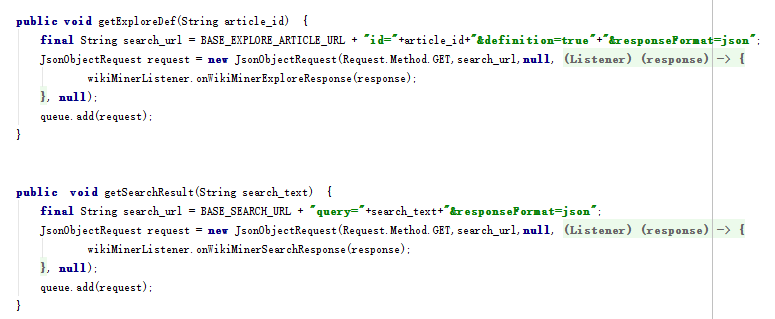 public void getExploreDef(String article_id) {
final String search_url = BASE_EXPLORE_ARTICLE_URL + "id="+article_id+"&definition=true"+"&responseFormat=json";
JsonObjectRequest request = new JsonObjectRequest(Request.Method.GET,search_url,null, (Listener) (response) -> {
wikiMinerListener.onWikiMinerExploreResponse(response);
}, null);
queue.add(request);
}
public void getSearchResult(String search_text) {
final String search_url = BASE_SEARCH_URL + "query="+search_text+"&responseFormat=json";
JsonObjectRequest request = new JsonObjectRequest(Request.Method.GET,search_url,null, (Listener) (response) -> {
wikiMinerListener.onWikiMinerSearchResponse(response);
}, null);
queue.add(request);
}